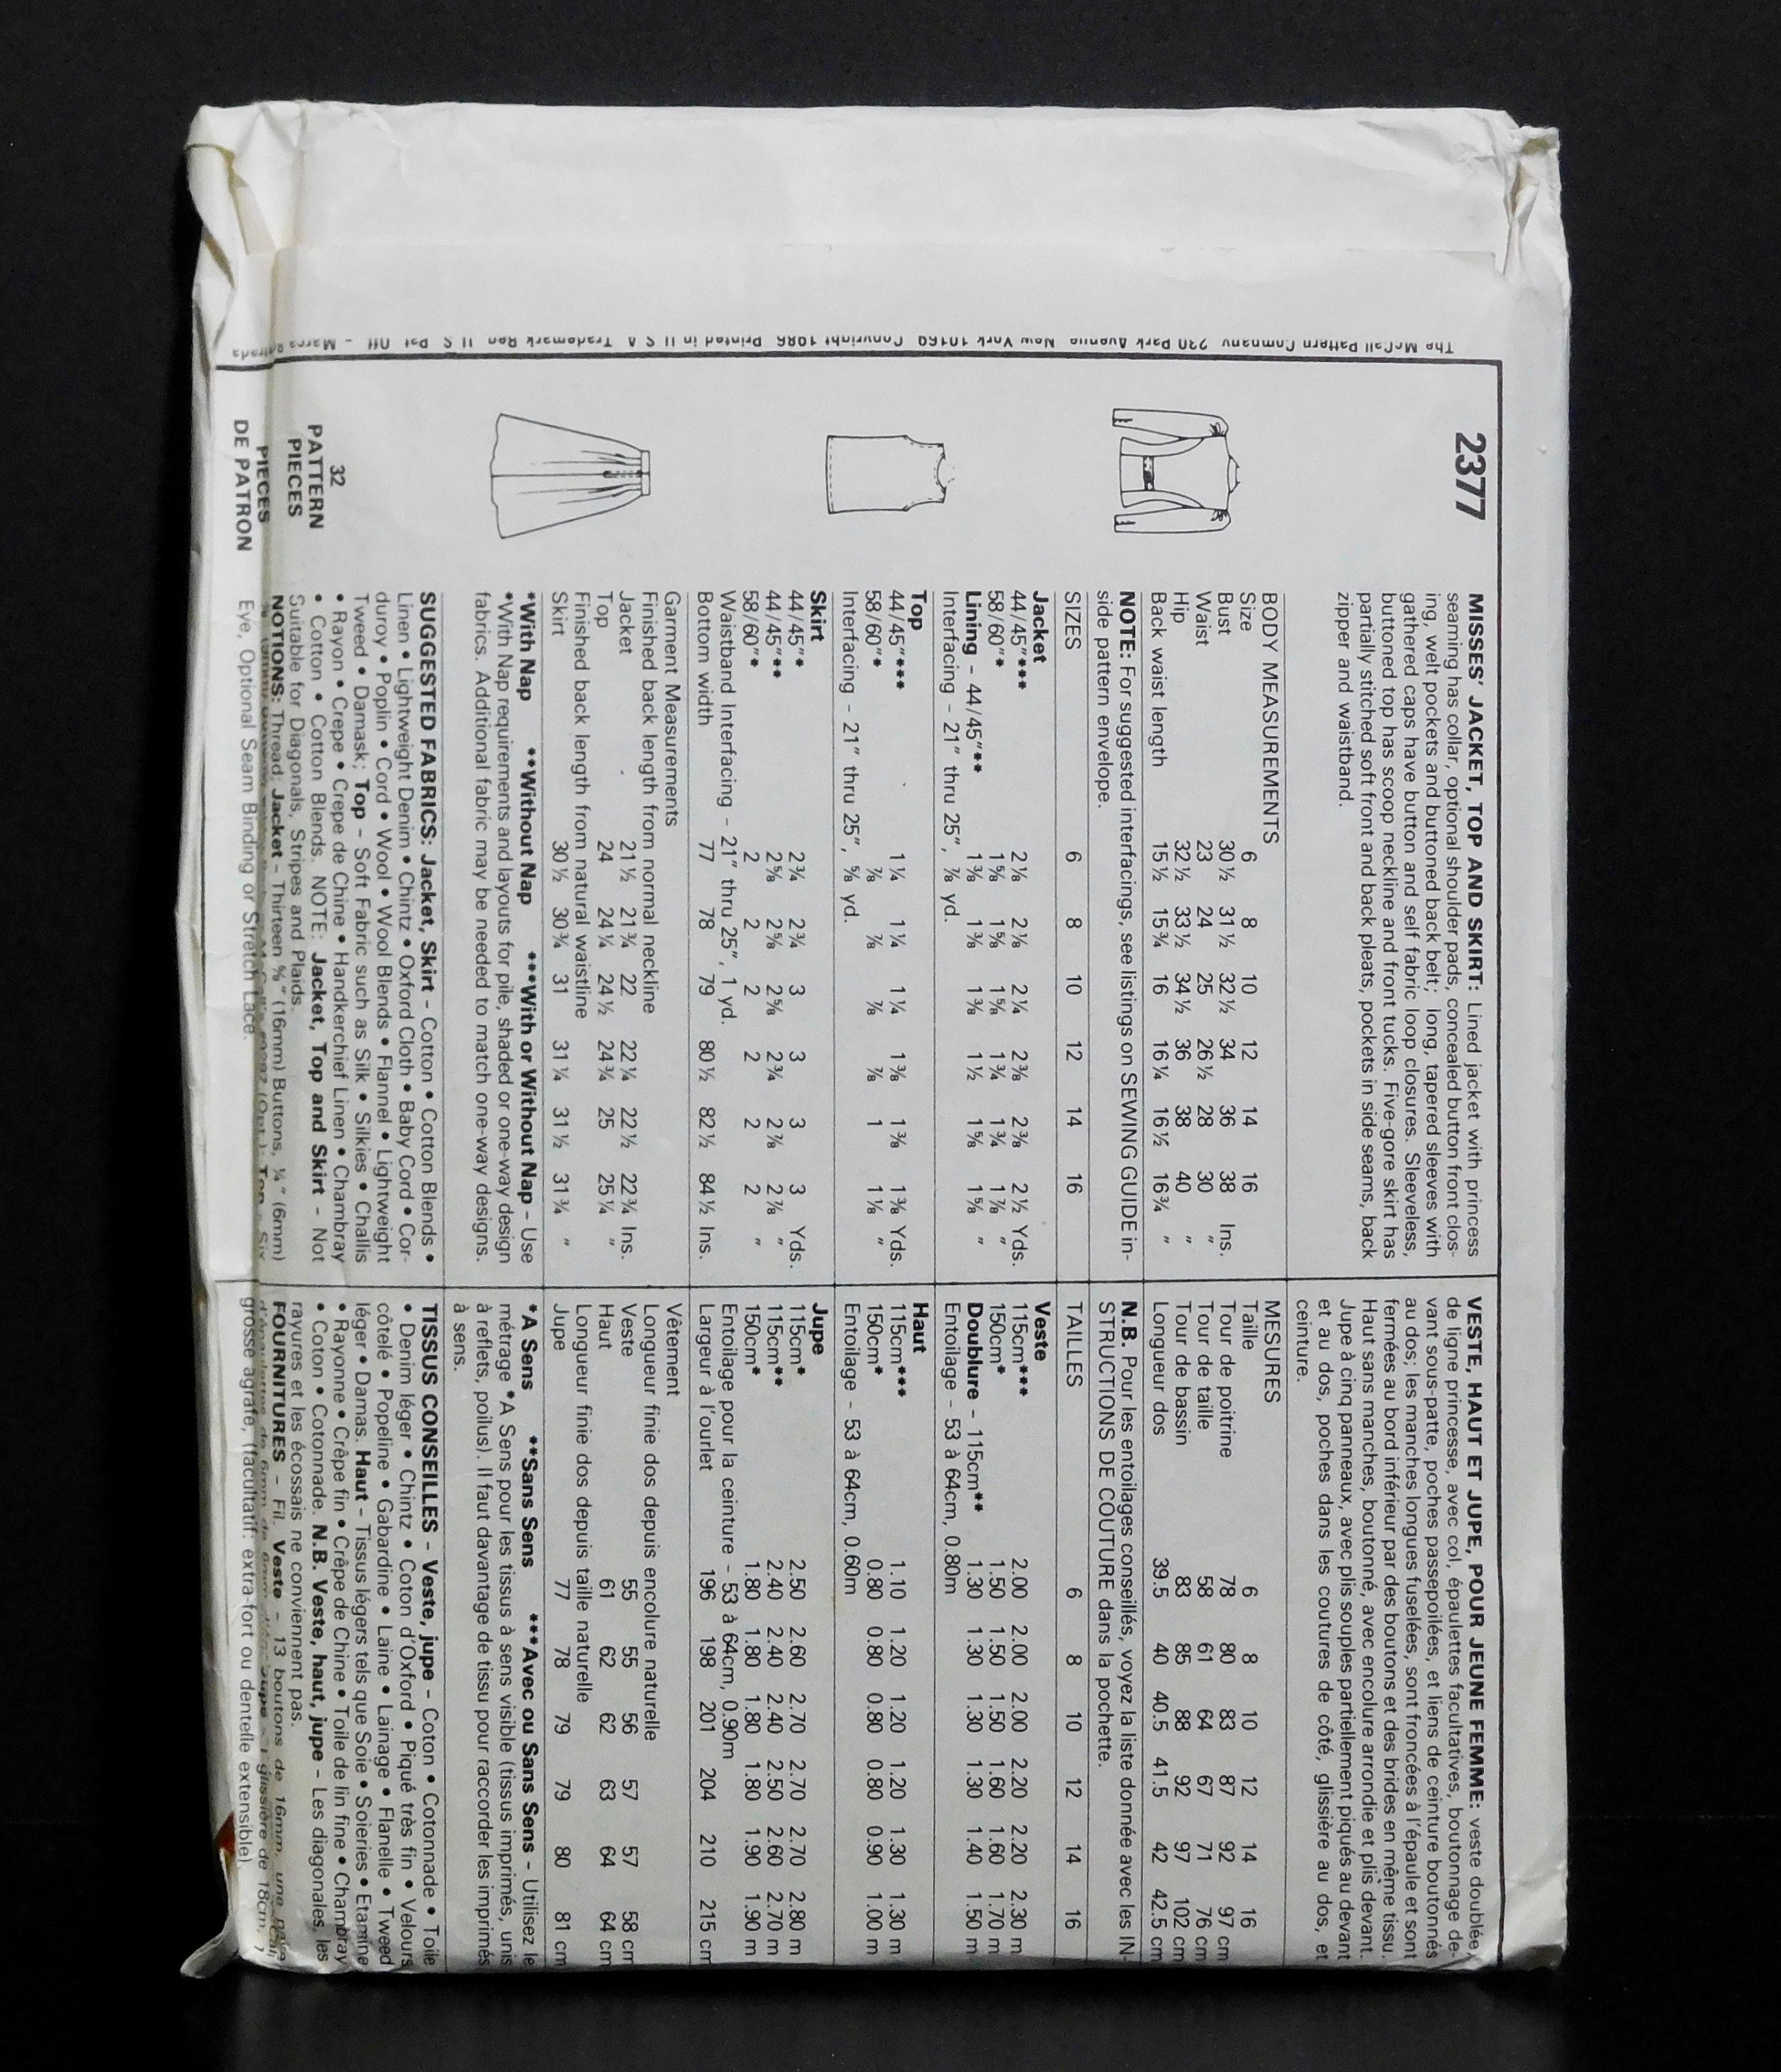 The McCall Pattern Company 230 Park Avenue New York 10169 Copyright 1986 Printed in U S A Trademark Reg U S Pat Off - Marca
2377
MISSES' JACKET, TOP AND SKIRT: Lined jacket with princess
seaming has collar, optional shoulder pads, concealed button front clos-
ing, welt pockets and buttoned back belt; long, tapered sleeves with
gathered caps have button and self fabric loop closures. Sleeveless,
buttoned top has scoop neckline and front tucks. Five-gore skirt has
partially stitched soft front and back pleats, pockets in side seams, back
zipper and waistband.
BODY MEASUREMENTS
Size 6 8 10 12 14 16
Bust 30½ 31½ 32½ 34 36 38 Ins.
Waist 23 24 25 26½ 28 30 "
Hip 32½ 33½ 34½ 36 38 40 "
Back waist length 15½ 15¾ 16 16¼ 16½ 16¾ "
NOTE: For suggested interfacings, see listings on SEWING GUIDE in-
side pattern envelope.
SIZES 6 8 10 12 14 16
Jacket
44/45"*** 2⅛ 2⅛ 2¼ 2⅜ 2⅜ 2½ Yds.
58/60"* 1⅝ 1⅝ 1⅝ 1¾ 1¾ 1⅞ "
Lining – 44/45"** 1⅜ 1⅜ 1⅜ 1½ 1⅝ 1⅝ "
Interfacing – 21" thru 25", ⅞ yd.
Top
44/45"*** 1¼ 1¼ 1¼ 1⅜ 1⅜ 1⅜ Yds.
58/60"* ⅞ ⅞ ⅞ ⅞ 1 1⅛ "
Interfacing – 21" thru 25", ⅝ yd.
Skirt
44/45"* 2¾ 2¾ 3 3 3 3 Yds.
44/45"** 2⅝ 2⅝ 2⅝ 2¾ 2⅞ 2⅞ "
58/60"* 2 2 2 2 2 2 "
Waistband Interfacing – 21" thru 25", 1 yd.
Bottom width 77 78 79 80½ 82½ 84½ Ins.
Garment Measurements
Finished back length from normal neckline
Jacket 21½ 21¾ 22 22¼ 22½ 22¾ Ins.
Top 24 24¼ 24½ 24¾ 25 25¼ "
Finished back length from natural waistline
Skirt 30½ 30¾ 31 31¼ 31½ 31¾ "
*With Nap **Without Nap ***With or Without Nap – Use
*With Nap requirements and layouts for pile, shaded or one-way design
fabrics. Additional fabric may be needed to match one-way designs.
SUGGESTED FABRICS: Jacket, Skirt – Cotton • Cotton Blends •
Linen • Lightweight Denim • Chintz • Oxford Cloth • Baby Cord • Cor-
duroy • Poplin • Cord • Wool • Wool Blends • Flannel • Lightweight
Tweed • Damask; Top – Soft Fabric such as Silk • Silkies • Challis
• Rayon • Crepe • Crepe de Chine • Handkerchief Linen • Chambray
• Cotton • Cotton Blends. NOTE: Jacket, Top and Skirt – Not
Suitable for Diagonals, Stripes and Plaids.
NOTIONS: Thread; Jacket – Thirteen ⅝" (16mm) Buttons, ¼" (6mm)
Eye, Optional Seam Binding or Stretch Lace.
32
PATTERN
PIECES
PIECES
DE PATRON
VESTE, HAUT ET JUPE, POUR JEUNE FEMME: veste doublée,
de ligne princesse, avec col, épaulettes facultatives, boutonnage de-
vant sous-patte, poches passepoilées, et liens de ceinture boutonnés
au dos; les manches longues fuselées, sont froncées à l'épaule et sont
fermées au bord inférieur par des boutons et des brides en même tissu.
Haut sans manches, boutonné, avec encolure arrondie et plis devant.
Jupe à cinq panneaux, avec plis souples partiellement piqués au devant
et au dos, poches dans les coutures de côté, glissière au dos, et
ceinture.
MESURES
Taille 6 8 10 12 14 16
Tour de poitrine 78 80 83 87 92 97 cm
Tour de taille 58 61 64 67 71 76 cm
Tour de bassin 83 85 88 92 97 102 cm
Longueur dos 39.5 40 40.5 41.5 42 42.5 cm
N.B. Pour les entoilages conseillés, voyez la liste donnée avec les IN-
STRUCTIONS DE COUTURE dans la pochette.
TAILLES 6 8 10 12 14 16
Veste
115cm*** 2.00 2.00 2.00 2.20 2.20 2.30 m
150cm* 1.50 1.50 1.50 1.60 1.60 1.70 m
Doublure – 115cm** 1.30 1.30 1.30 1.30 1.40 1.50 m
Entoilage – 53 à 64cm, 0.80m
Haut
115cm*** 1.10 1.20 1.20 1.20 1.30 1.30 m
150cm* 0.80 0.80 0.80 0.80 0.90 1.00 m
Entoilage – 53 à 64cm, 0.60m
Jupe
115cm* 2.50 2.60 2.70 2.70 2.70 2.80 m
115cm** 2.40 2.40 2.40 2.50 2.60 2.70 m
150cm* 1.80 1.80 1.80 1.80 1.90 1.90 m
Entoilage pour la ceinture – 53 à 64cm, 0.90m
Largeur à l'ourlet 196 198 201 204 210 215 cm
Vêtement
Longueur finie dos depuis encolure naturelle
Veste 55 55 56 57 57 58 cm
Haut 61 62 62 63 64 64 cm
Longueur finie dos depuis taille naturelle
Jupe 77 78 79 79 80 81 cm
*A Sens **Sans Sens ***Avec ou Sans Sens – Utilisez le
métrage *A Sens pour les tissus à sens visible (tissus imprimés, unis
à reflets, poilus). Il faut davantage de tissu pour raccorder les imprimés
à sens.
TISSUS CONSEILLES – Veste, jupe – Coton • Cotonnade • Toile
• Denim léger • Chintz • Coton d'Oxford • Piqué très fin • Velours
côtelé • Popeline • Gabardine • Laine • Lainage • Flanelle • Tweed
léger • Damas. Haut – Tissus légers tels que Soie • Soieries • Etamine
• Rayonne • Crêpe fin • Crêpe de Chine • Toile de lin fine • Chambray
• Coton • Cotonnade. N.B. Veste, haut, jupe – Les diagonales, les
rayures et les écossais ne conviennent pas.
FOURNITURES – Fil. Veste – 13 boutons de 16mm, une paire
grosse agrafe, (facultatif: extra-fort ou dentelle extensible).